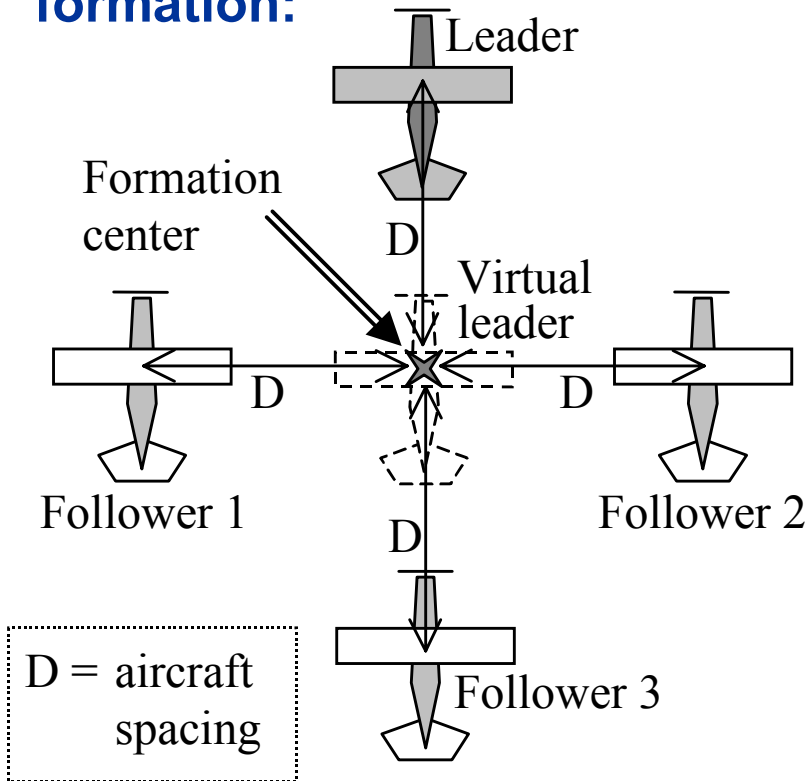 formation:
Leader
Formation
center
D
Virtual
leader
D
D
Follower 1
Follower 2
D
D = aircraft
spacing
Follower 3